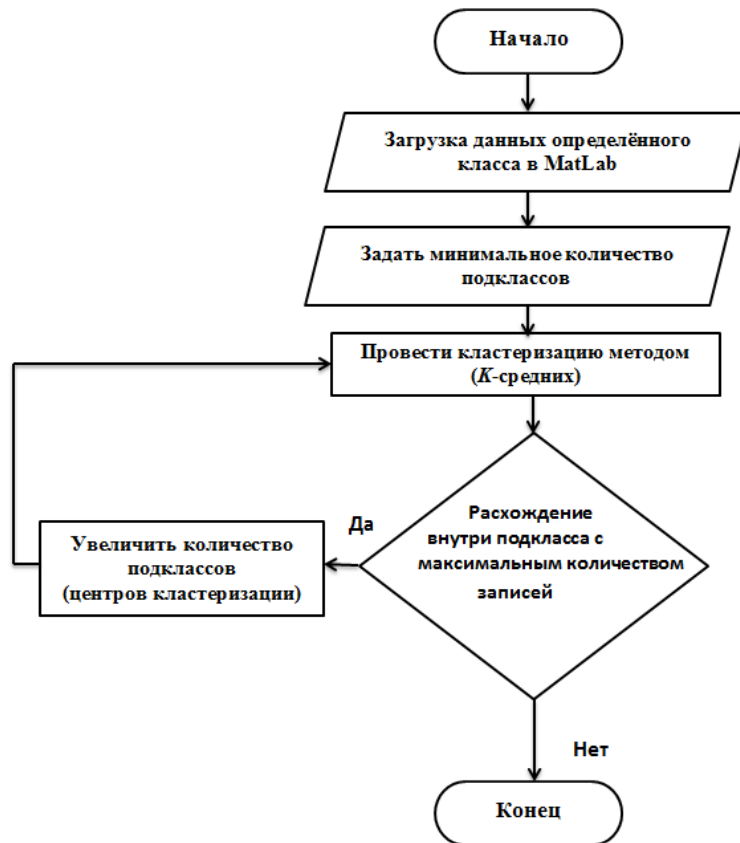 Начало
Загрузка данных определённого
класса в MatLab
Задать минимальное количество
подклассов
Провести кластеризацию методом
(K-средних)
Расхождение
внутри подкласса с
максимальным количеством
записей
Да
Увеличить количество
подклассов
(центров кластеризации)
Нет
Конец